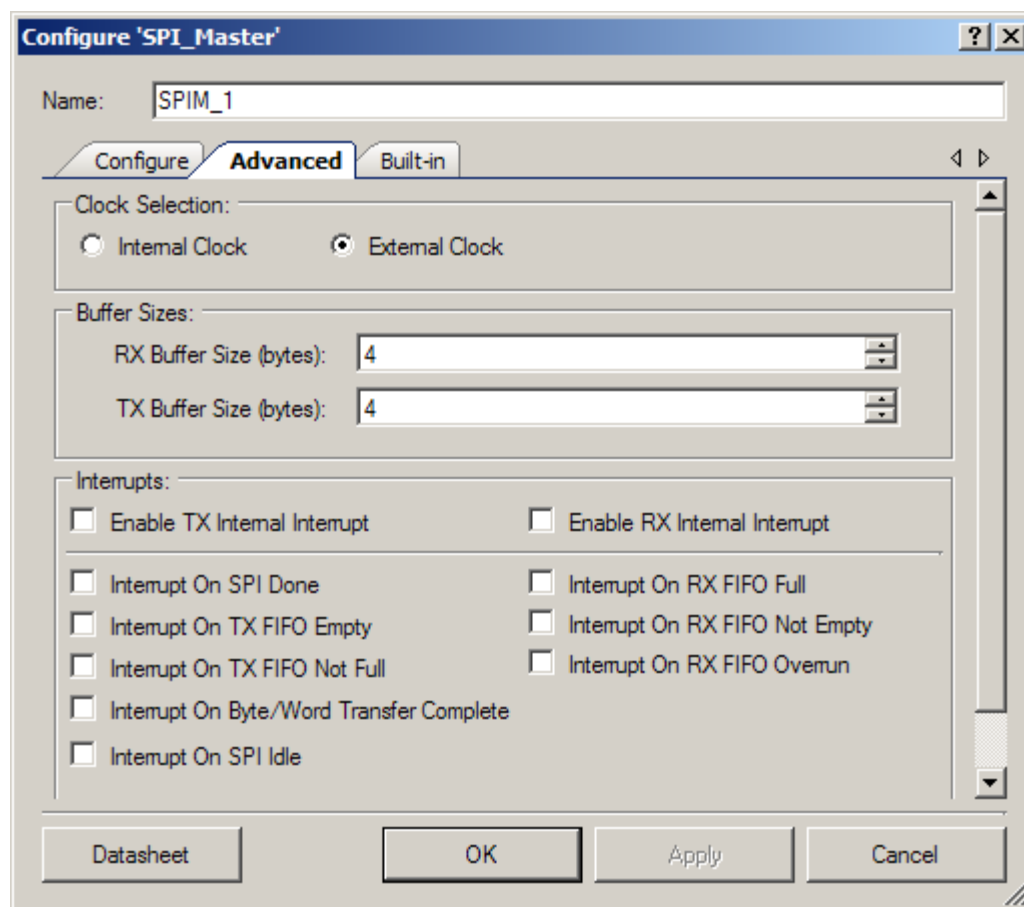 Configure 'SPI_Master'
Name: SPIM_1
Configure Advanced Built-in
Clock Selection:
Internal Clock External Clock
Buffer Sizes:
RX Buffer Size (bytes): 4
TX Buffer Size (bytes): 4
Interrupts:
Enable TX Internal Interrupt Enable RX Internal Interrupt
Interrupt On SPI Done Interrupt On RX FIFO Full
Interrupt On TX FIFO Empty Interrupt On RX FIFO Not Empty
Interrupt On TX FIFO Not Full Interrupt On RX FIFO Overrun
Interrupt On Byte/Word Transfer Complete
Interrupt On SPI Idle
Datasheet OK Apply Cancel